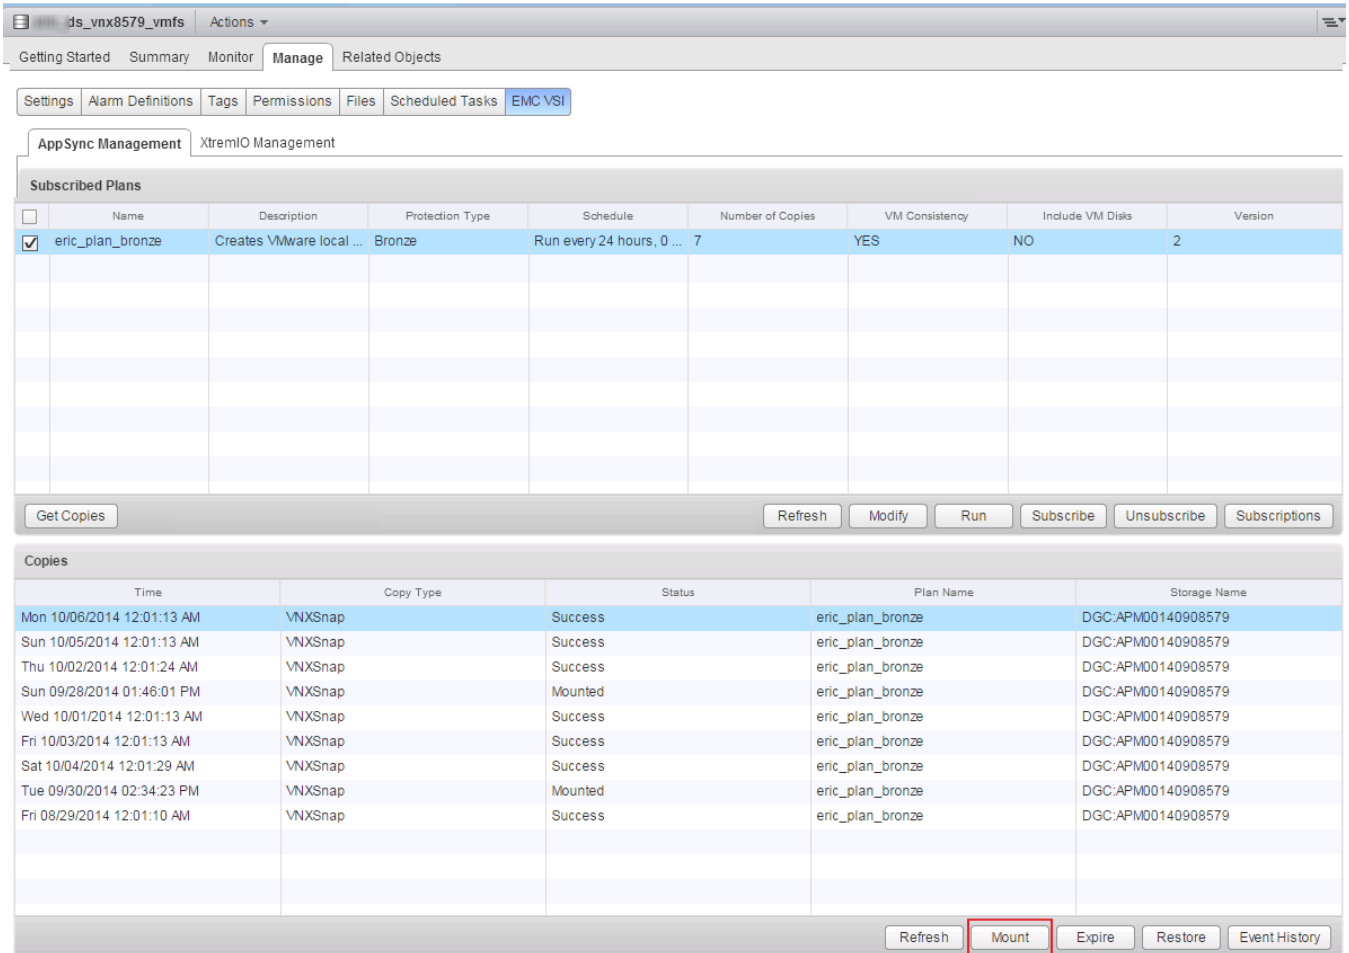 ds_vnx8579_vmfs Actions
Getting Started Summary Monitor Manage Related Objects
Settings Alarm Definitions Tags Permissions Files Scheduled Tasks EMC VSI
AppSync Management XtremIO Management
Subscribed Plans
Name Description Protection Type Schedule Number of Copies VM Consistency Include VM Disks Version
eric_plan_bronze Creates VMware local ... Bronze Run every 24 hours, 0 ... 7 YES NO 2
Get Copies Refresh Modify Run Subscribe Unsubscribe Subscriptions
Copies
Time Copy Type Status Plan Name Storage Name
Mon 10/06/2014 12:01:13 AM VNXSnap Success eric_plan_bronze DGC:APM00140908579
Sun 10/05/2014 12:01:13 AM VNXSnap Success eric_plan_bronze DGC:APM00140908579
Thu 10/02/2014 12:01:24 AM VNXSnap Success eric_plan_bronze DGC:APM00140908579
Sun 09/28/2014 01:46:01 PM VNXSnap Mounted eric_plan_bronze DGC:APM00140908579
Wed 10/01/2014 12:01:13 AM VNXSnap Success eric_plan_bronze DGC:APM00140908579
Fri 10/03/2014 12:01:13 AM VNXSnap Success eric_plan_bronze DGC:APM00140908579
Sat 10/04/2014 12:01:29 AM VNXSnap Success eric_plan_bronze DGC:APM00140908579
Tue 09/30/2014 02:34:23 PM VNXSnap Mounted eric_plan_bronze DGC:APM00140908579
Fri 08/29/2014 12:01:10 AM VNXSnap Success eric_plan_bronze DGC:APM00140908579
Refresh Mount Expire Restore Event History